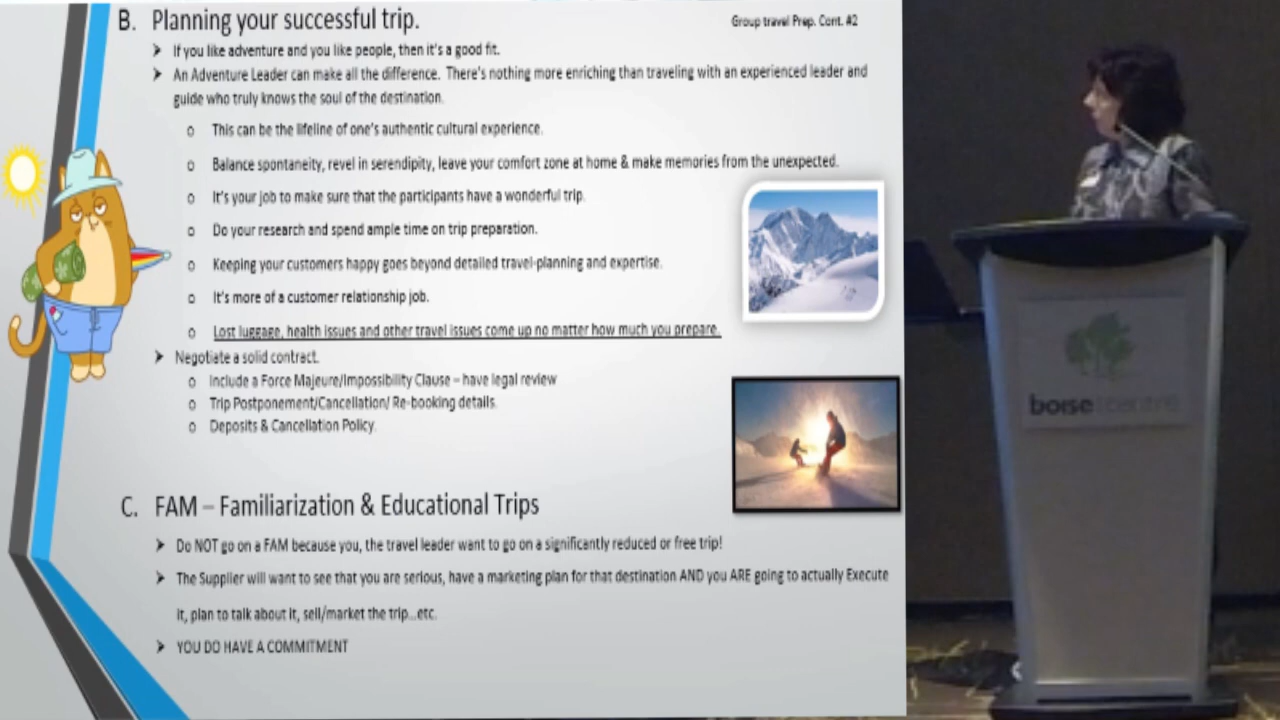 B. Planning your successful trip.
Group travel Prep. Cont. #2
If you like adventure and you like people, then it's a good fit.
An Adventure Leader can make all the difference. There's nothing more enriching than traveling with an experienced leader and
guide who truly knows the soul of the destination.
This can be the lifeline of one's authentic cultural experience.
Balance spontaneity, revel in serendipity, leave your comfort zone at home & make memories from the unexpected.
It's your job to make sure that the participants have a wonderful trip.
Do your research and spend ample time on trip preparation.
Keeping your customers happy goes beyond detailed travel-planning and expertise.
It's more of a customer relationship job.
Lost luggage, health issues and other travel issues come up no matter how much you prepare.
Negotiate a solid contract.
Include a Force Majeure/Impossibility Clause – have legal review
Trip Postponement/Cancellation/ Re-booking details.
Deposits & Cancellation Policy.
C. FAM – Familiarization & Educational Trips
Do NOT go on a FAM because you, the travel leader want to go on a significantly reduced or free trip!
The Supplier will want to see that you are serious, have a marketing plan for that destination AND you ARE going to actually Execute
it, plan to talk about it, sell/market the trip...etc.
YOU DO HAVE A COMMITMENT
boise centre